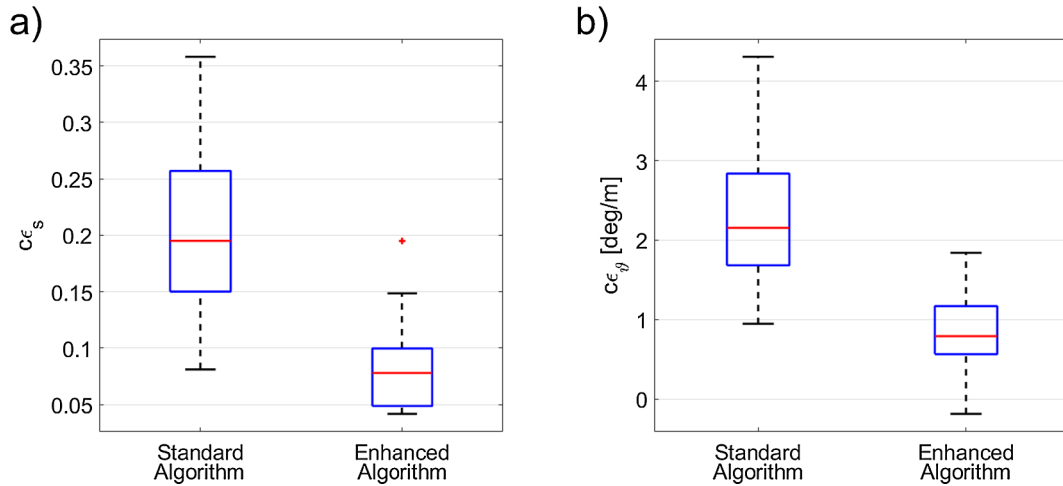 a)
cϵₛ
0.35
0.3
0.25
0.2
0.15
0.1
0.05
Standard
Algorithm
Enhanced
Algorithm
b)
cϵ_ϑ [deg/m]
4
3
2
1
0
Standard
Algorithm
Enhanced
Algorithm